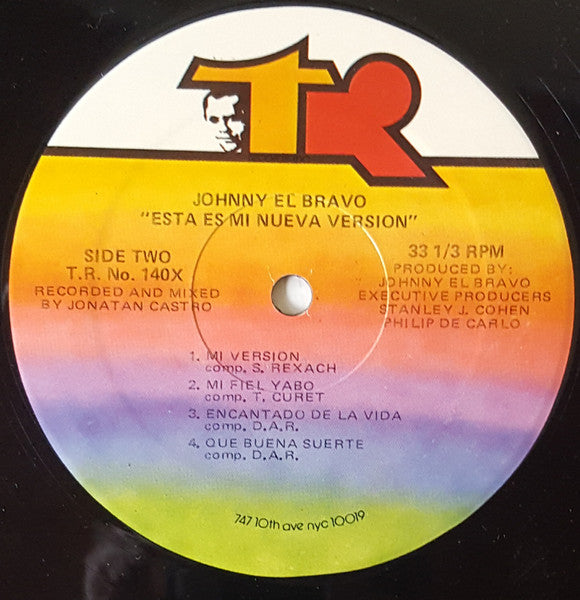 TR
JOHNNY EL BRAVO
"ESTA ES MI NUEVA VERSION"
SIDE TWO
T.R. No. 140X
RECORDED AND MIXED
BY JONATAN CASTRO
33 1/3 RPM
PRODUCED BY:
JOHNNY EL BRAVO
EXECUTIVE PRODUCERS
STANLEY J. COHEN
PHILIP DE CARLO
1. MI VERSION
comp. S. REXACH
2. MI FIEL YABO
comp. T. CURET
3. ENCANTADO DE LA VIDA
comp. D.A.R.
4. QUE BUENA SUERTE
comp. D.A.R.
747 10th ave nyc 10019